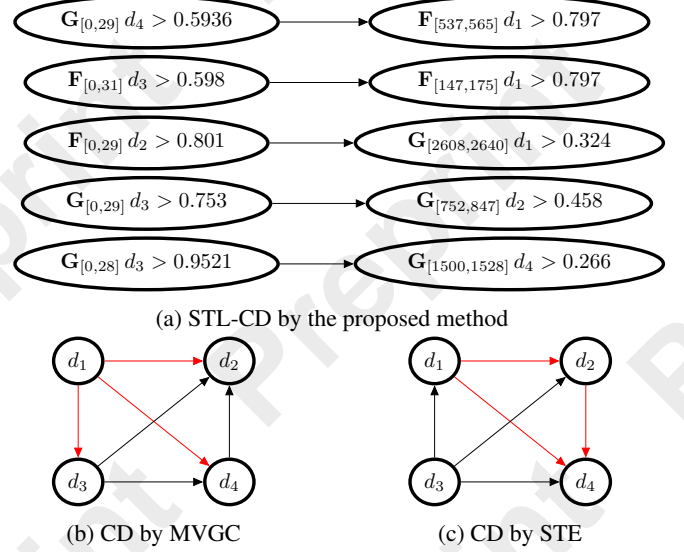 G[0,29] d4 > 0.5936 F[537,565] d1 > 0.797
F[0,31] d3 > 0.598 F[147,175] d1 > 0.797
F[0,29] d2 > 0.801 G[2608,2640] d1 > 0.324
G[0,29] d3 > 0.753 G[752,847] d2 > 0.458
G[0,28] d3 > 0.9521 G[1500,1528] d4 > 0.266
(a) STL-CD by the proposed method
d1 d2
d3 d4
(b) CD by MVGC
d1 d2
d3 d4
(c) CD by STE
Preprint